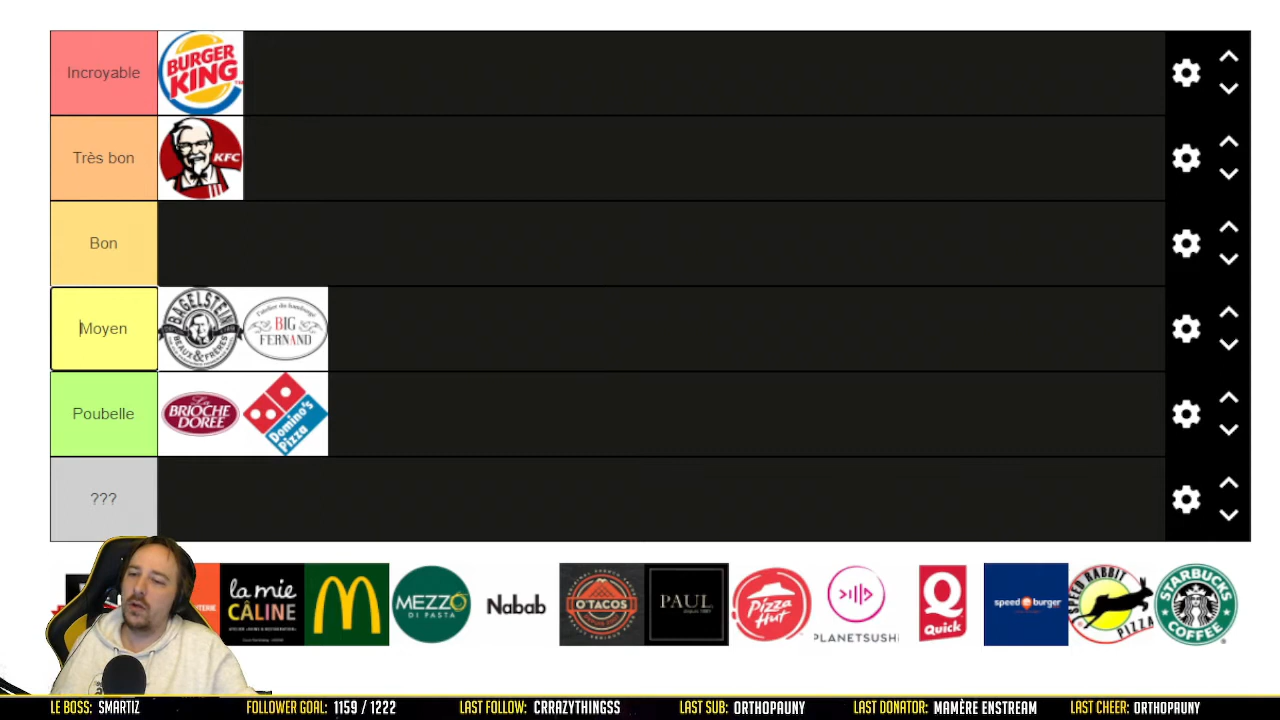 Incroyable
BURGER KING
Très bon
KFC
Bon
Moyen
BAGELSTEIN
BEAUX & FRÈRES
l'atelier du hamburgé
BIG FERNAND
Poubelle
La BRIOCHE DORÉE
Domino's Pizza
???
la mie CÂLINE
MEZZO DI PASTA
Nabab
O'TACOS
PAUL
DEPUIS 1889
Pizza Hut
PLANETSUSHI
Q Quick
speed burger
SPEED RABBIT PIZZA
STARBUCKS COFFEE
LE BOSS: SMARTIZ
FOLLOWER GOAL: 1159 / 1222
LAST FOLLOW: CRRAZYTHINGSS
LAST SUB: ORTHOPAUNY
LAST DONATOR: MAMÈRE ENSTREAM
LAST CHEER: ORTHOPAUNY